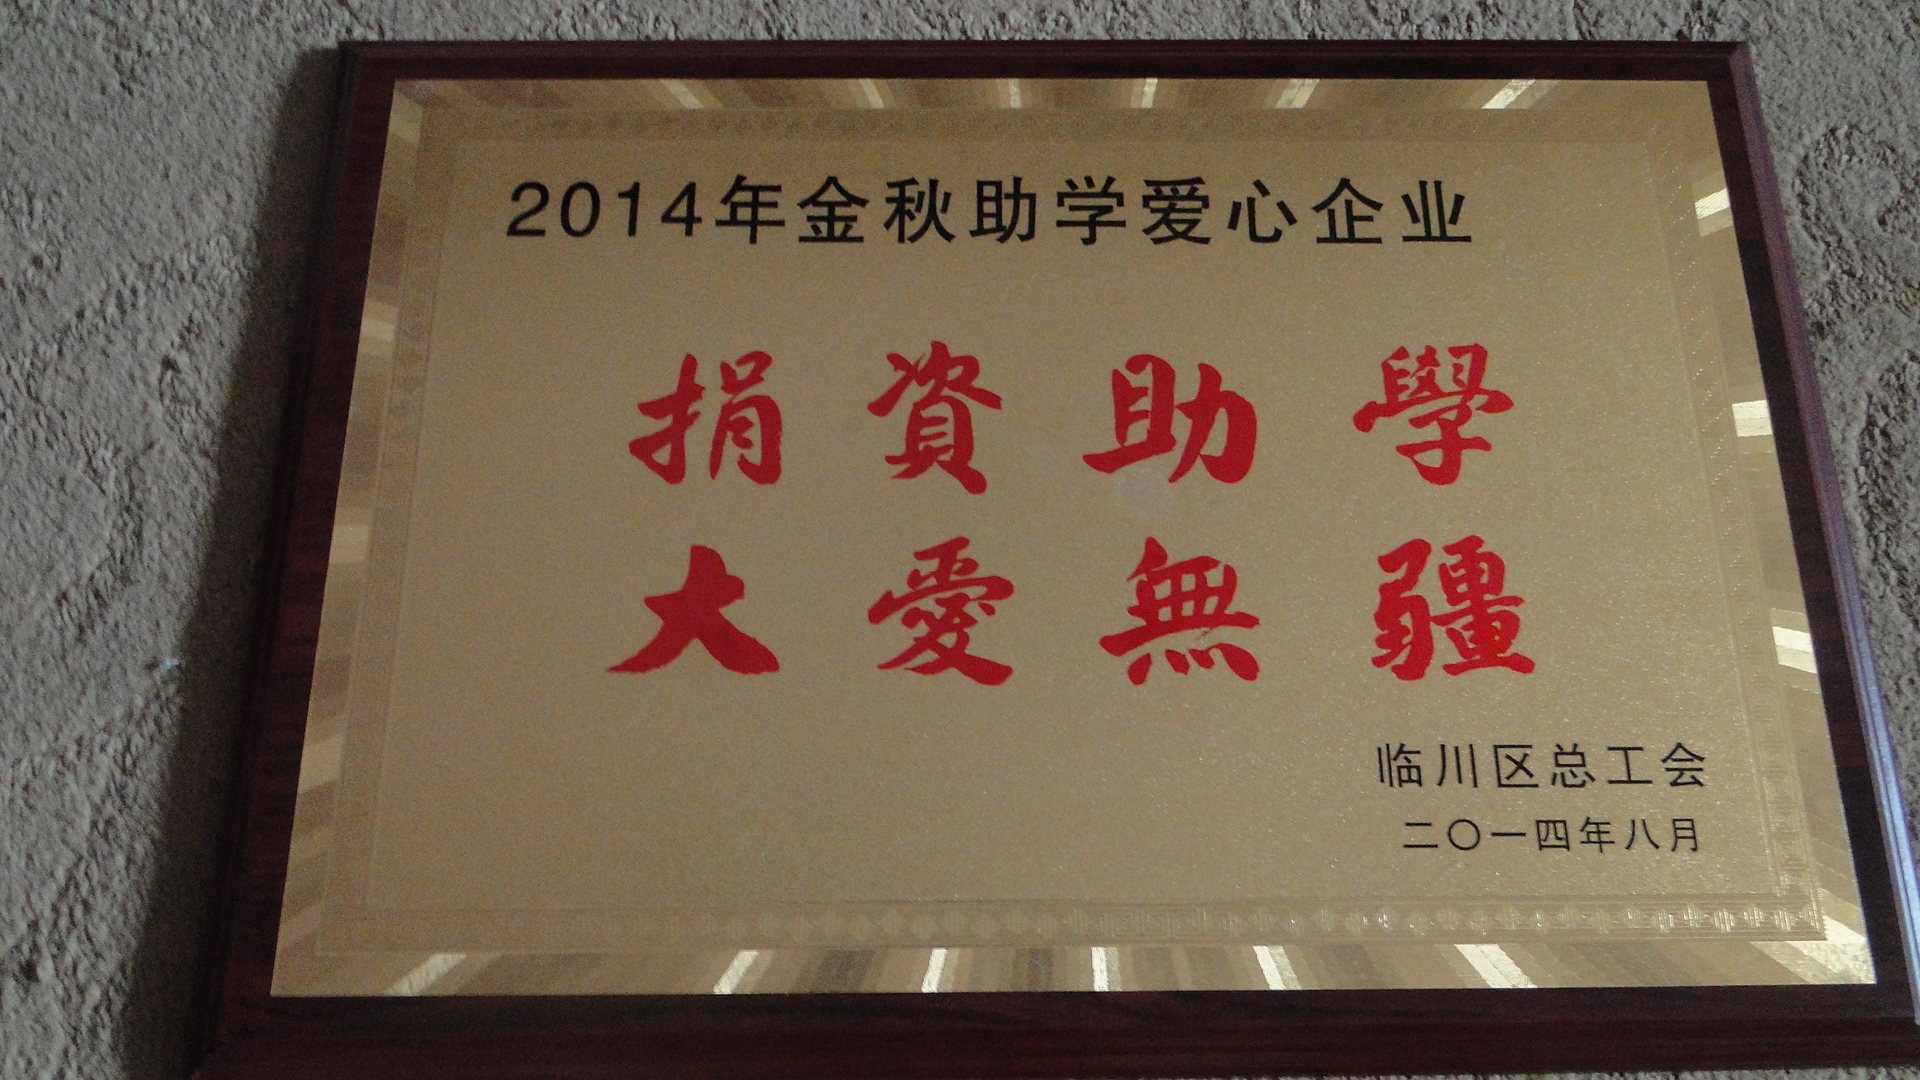 2014年金秋助学爱心企业
捐資助學
大愛無疆
临川区总工会
二〇一四年八月